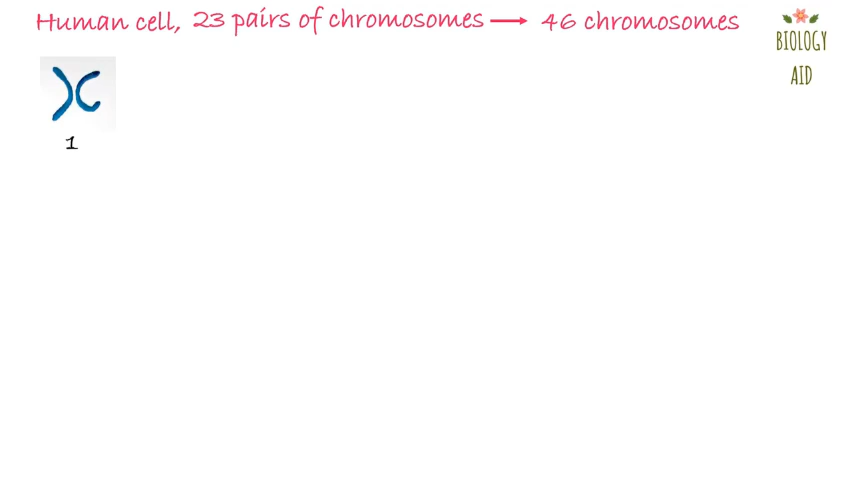 Human cell, 23 pairs of chromosomes → 46 chromosomes
BIOLOGY
AID
1